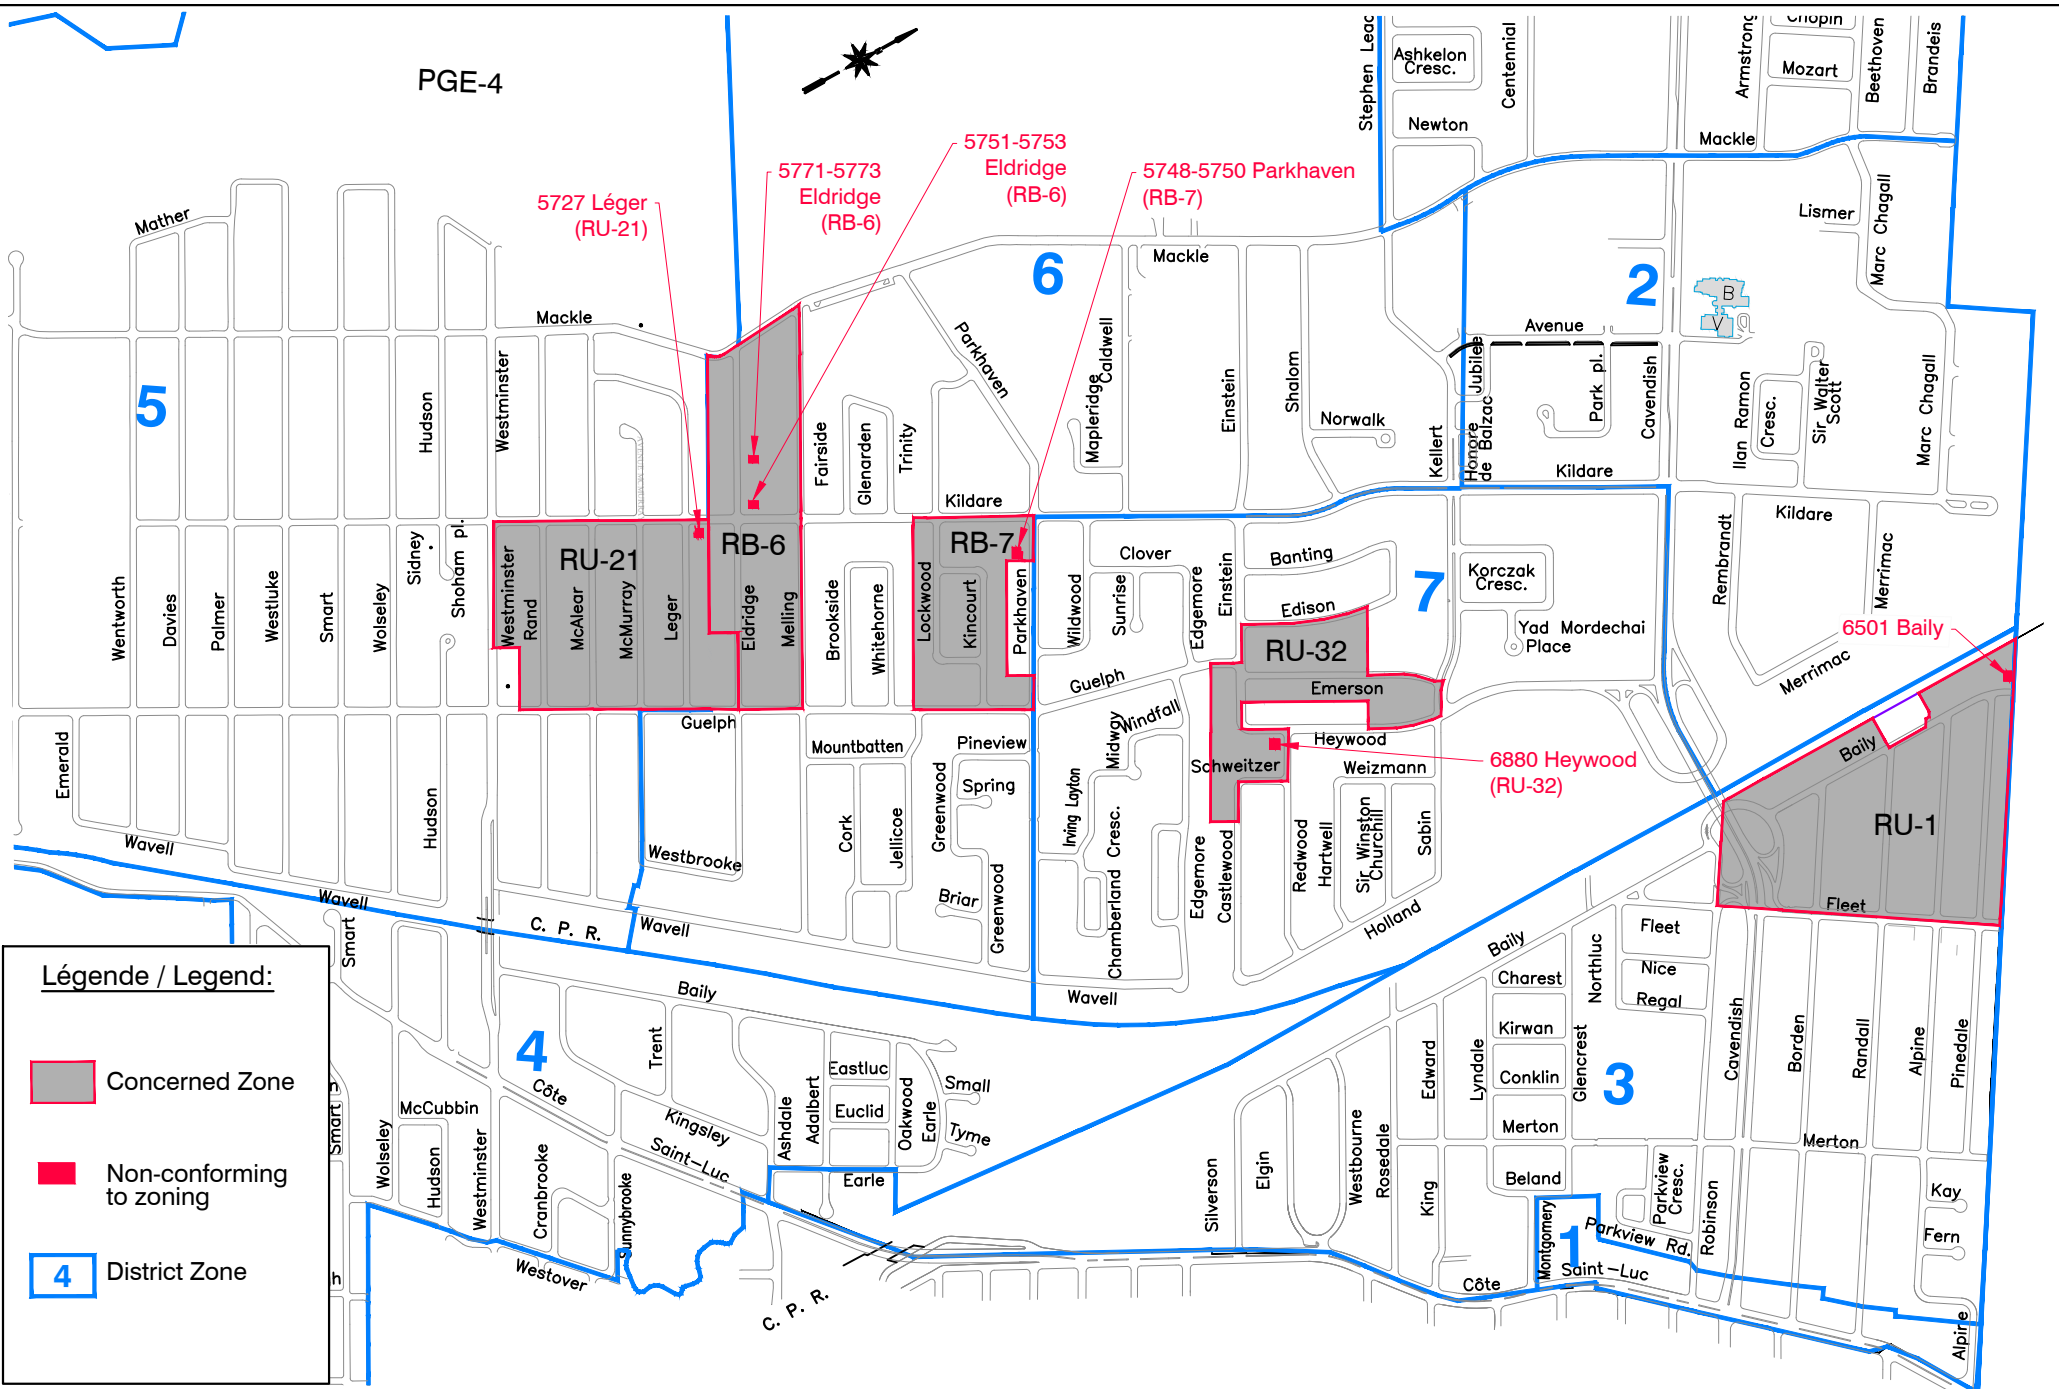 PGE-4
Stephen Leac
Ashkelon
Cresc.
Centennial
Newton
Armstrong
Chopin
Mozart
Beethoven
Brandeis
Mackle
5751-5753
Eldridge
(RB-6)
5771-5773
Eldridge
(RB-6)
5748-5750 Parkhaven
(RB-7)
5727 Léger
(RU-21)
Mather
Mackle
Lismer
Marc Chagall
6
2
B
V
Mackle
Avenue
Parkhaven
Caldwell
Mapleridge
Einstein
Shalom
Norwalk
Kellert
Jubilee
Honore
de Balzac
Park pl.
Cavendish
Kildare
Ilan Ramon
Cresc.
Sir Walter
Scott
Marc Chagall
5
Hudson
Westminster
Fairside
Glenarden
Trinity
Kildare
Kildare
RU-21
RB-6
RB-7
Wentworth
Davies
Palmer
Westluke
Smart
Wolseley
Sidney
Shoham pl.
Westminster
Rand
McAlear
McMurray
Leger
Eldridge
Melling
Brookside
Whitehorne
Lockwood
Kincourt
Parkhaven
Wildwood
Clover
Sunrise
Edgemore
Einstein
Banting
Edison
7
Korczak
Cresc.
Yad Mordechai
Place
Rembrandt
Merrimac
Merrimac
6501 Baily
RU-32
Emerson
Guelph
Guelph
Windfall
Midway
Heywood
Schweitzer
Weizmann
6880 Heywood
(RU-32)
Baily
RU-1
Fleet
Emerald
Wavell
Hudson
Mountbatten
Pineview
Spring
Greenwood
Cork
Jellicoe
Westbrooke
Briar
Greenwood
Irving Layton
Chamberland Cresc.
Edgemore
Castlewood
Redwood
Hartwell
Sir Winston
Churchill
Sabin
Holland
Wavell
Smart
C. P. R.
Wavell
Wavell
Baily
Fleet
Nice
Regal
Northluc
Charest
Kirwan
Conklin
Merton
Beland
Glencrest
Lyndale
Edward
3
Cavendish
Borden
Randall
Alpine
Pinedale
Merton
Légende / Legend:
Concerned Zone
Non-conforming
to zoning
4
District Zone
Smart
h
Baily
4
Trent
Côte
Kingsley
Saint-Luc
McCubbin
Wolseley
Hudson
Westminster
Cranbrooke
Sunnybrooke
Westover
Ashdale
Adalbert
Eastluc
Euclid
Oakwood
Earle
Small
Tyme
Earle
C. P. R.
Silverson
Elgin
Westbourne
Rosedale
King
Montgomery
1
Parkview Rd.
Parkview
Cresc.
Robinson
Côte
Saint-Luc
Kay
Fern
Alpine